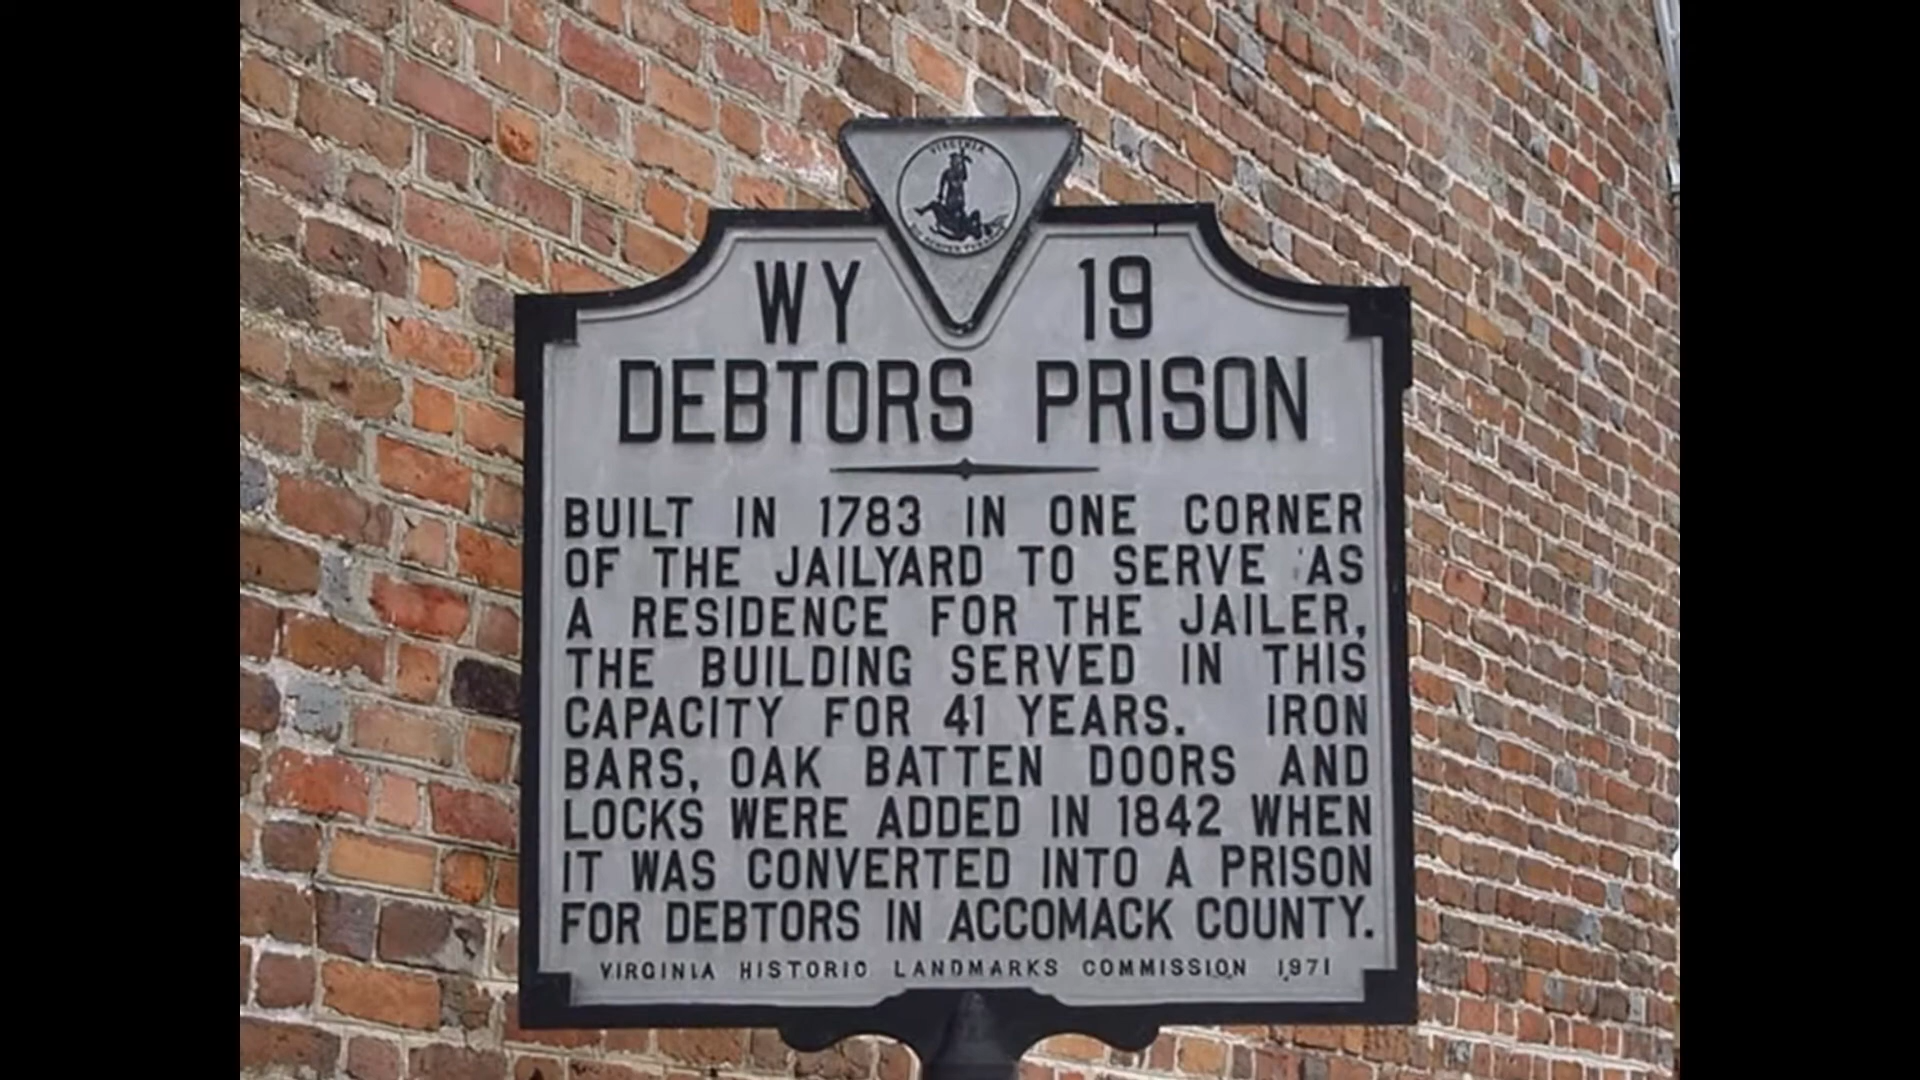 VIRGINIA
WY 19
DEBTORS PRISON
BUILT IN 1783 IN ONE CORNER
OF THE JAILYARD TO SERVE AS
A RESIDENCE FOR THE JAILER,
THE BUILDING SERVED IN THIS
CAPACITY FOR 41 YEARS. IRON
BARS, OAK BATTEN DOORS AND
LOCKS WERE ADDED IN 1842 WHEN
IT WAS CONVERTED INTO A PRISON
FOR DEBTORS IN ACCOMACK COUNTY.
VIRGINIA HISTORIC LANDMARKS COMMISSION 1971